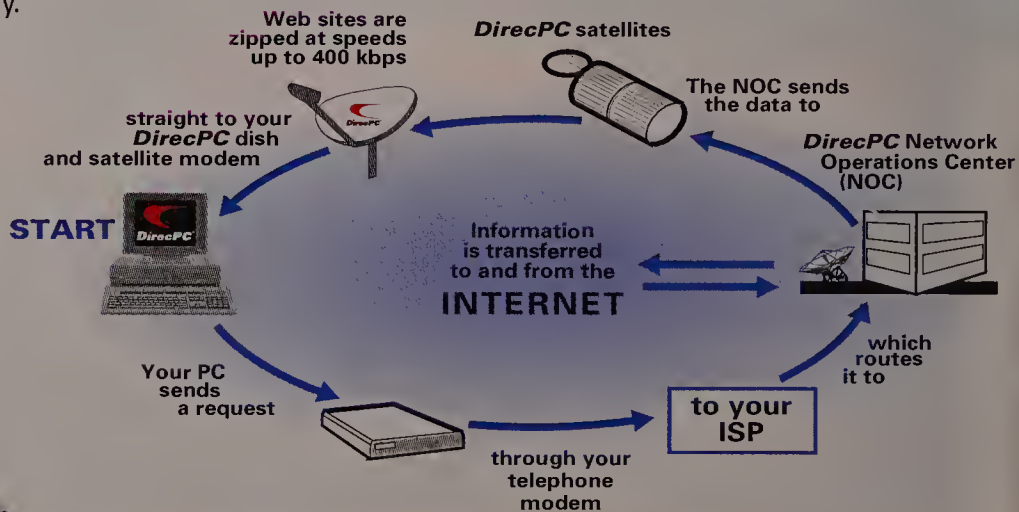 y.
Web sites are
zipped at speeds
up to 400 kbps
DirecPC satellites
The NOC sends
the data to
DirecPC Network
Operations Center
(NOC)
straight to your
DirecPC dish
and satellite modem
DirecPC
START
DirecPC
Information
is transferred
to and from the
INTERNET
Your PC
sends
a request
through your
telephone
modem
to your
ISP
which
routes
it to